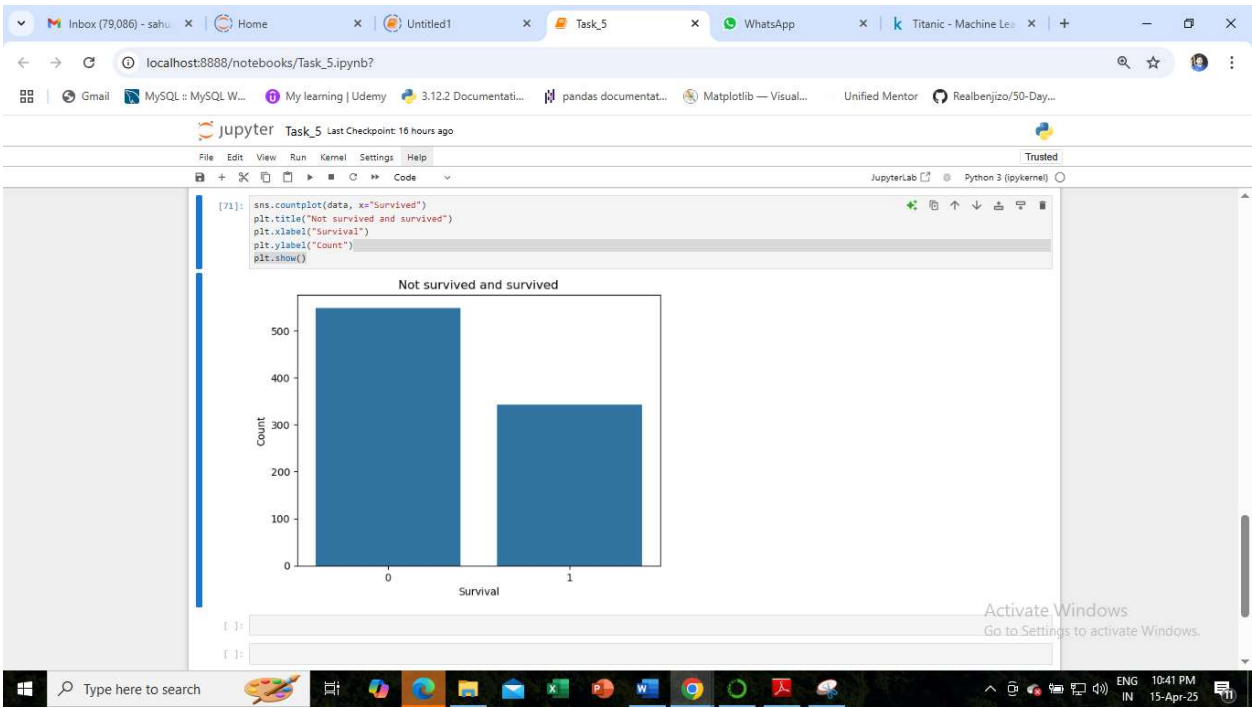 Inbox (79,086) - sahu
Home
Untitled1
Task_5
WhatsApp
Titanic - Machine Lea
localhost:8888/notebooks/Task_5.ipynb?
Gmail
MySQL :: MySQL W...
My learning | Udemy
3.12.2 Documentati...
pandas documentat...
Matplotlib — Visual...
Unified Mentor
Realbenjizo/50-Day...
jupyter Task_5 Last Checkpoint: 16 hours ago
File Edit View Run Kernel Settings Help
Trusted
Code
JupyterLab
Python 3 (ipykernel)
[71]: sns.countplot(data, x="Survived")
plt.title("Not survived and survived")
plt.xlabel("Survival")
plt.ylabel("Count")
plt.show()
Not survived and survived
500
400
300
200
100
0
Count
0 1
Survival
[ ]:
[ ]:
Activate Windows
Go to Settings to activate Windows.
Type here to search
ENG 10:41 PM
IN 15-Apr-25
11